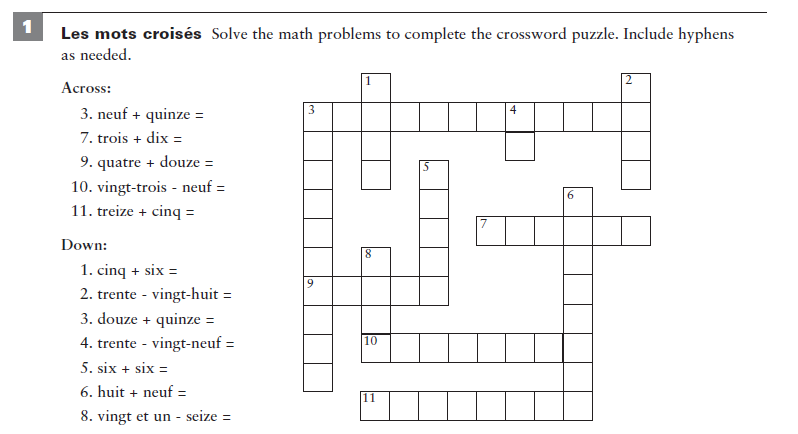 1
Les mots croisés Solve the math problems to complete the crossword puzzle. Include hyphens
as needed.
Across:
3. neuf + quinze =
7. trois + dix =
9. quatre + douze =
10. vingt-trois - neuf =
11. treize + cinq =
Down:
1. cinq + six =
2. trente - vingt-huit =
3. douze + quinze =
4. trente - vingt-neuf =
5. six + six =
6. huit + neuf =
8. vingt et un - seize =
1
2
3
4
5
6
7
8
9
10
11